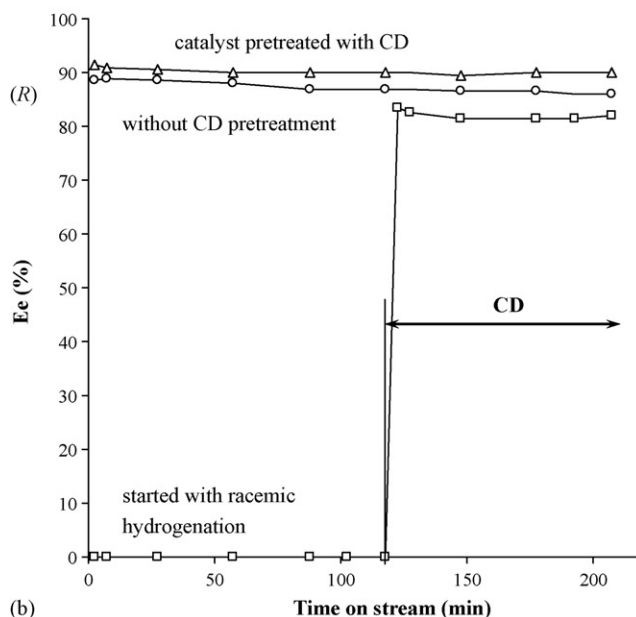 100
catalyst pretreated with CD
90
(R)
80
without CD pretreatment
70
60
50
Ee (%)
CD
40
30
20
started with racemic
10
hydrogenation
0
0 50 100 150 200
(b) Time on stream (min)